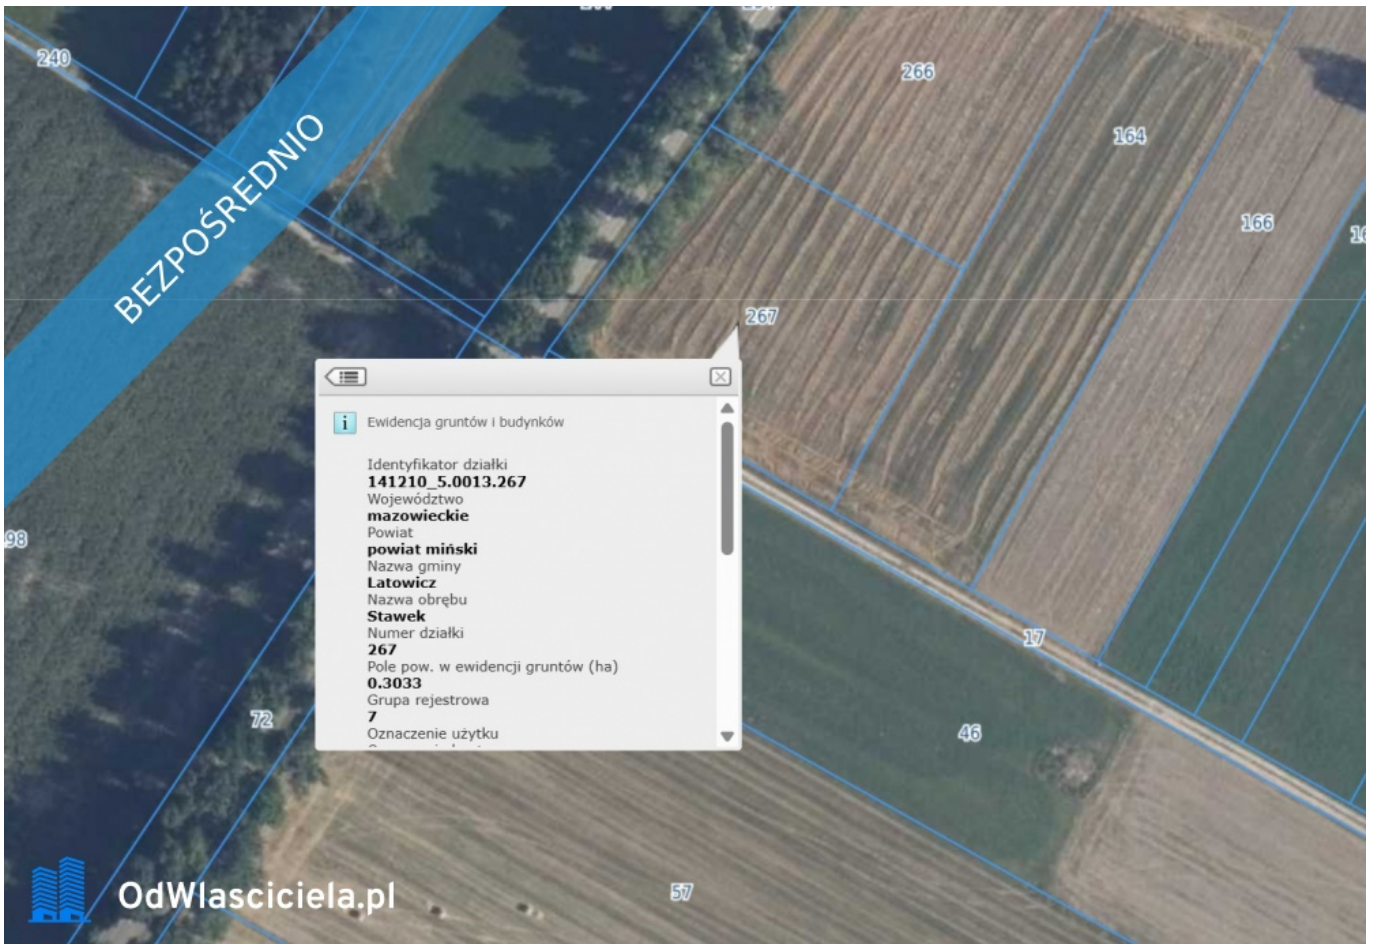 240
266
164
BEZPOŚREDNIO
166
267
Ewidencja gruntów i budynków
Identyfikator działki
141210_5.0013.267
Województwo
mazowieckie
Powiat
powiat miński
Nazwa gminy
Latowicz
Nazwa obrębu
Stawek
Numer działki
267
Pole pow. w ewidencji gruntów (ha)
0.3033
Grupa rejestrowa
7
Oznaczenie użytku
98
17
72
46
57
OdWlasciciela.pl